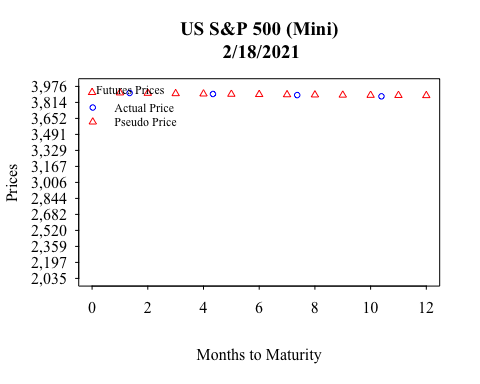 US S&P 500 (Mini)
2/18/2021
Prices
3,976
3,814
3,652
3,491
3,329
3,167
3,006
2,844
2,682
2,520
2,359
2,197
2,035
Futures Prices
Actual Price
Pseudo Price
0 2 4 6 8 10 12
Months to Maturity